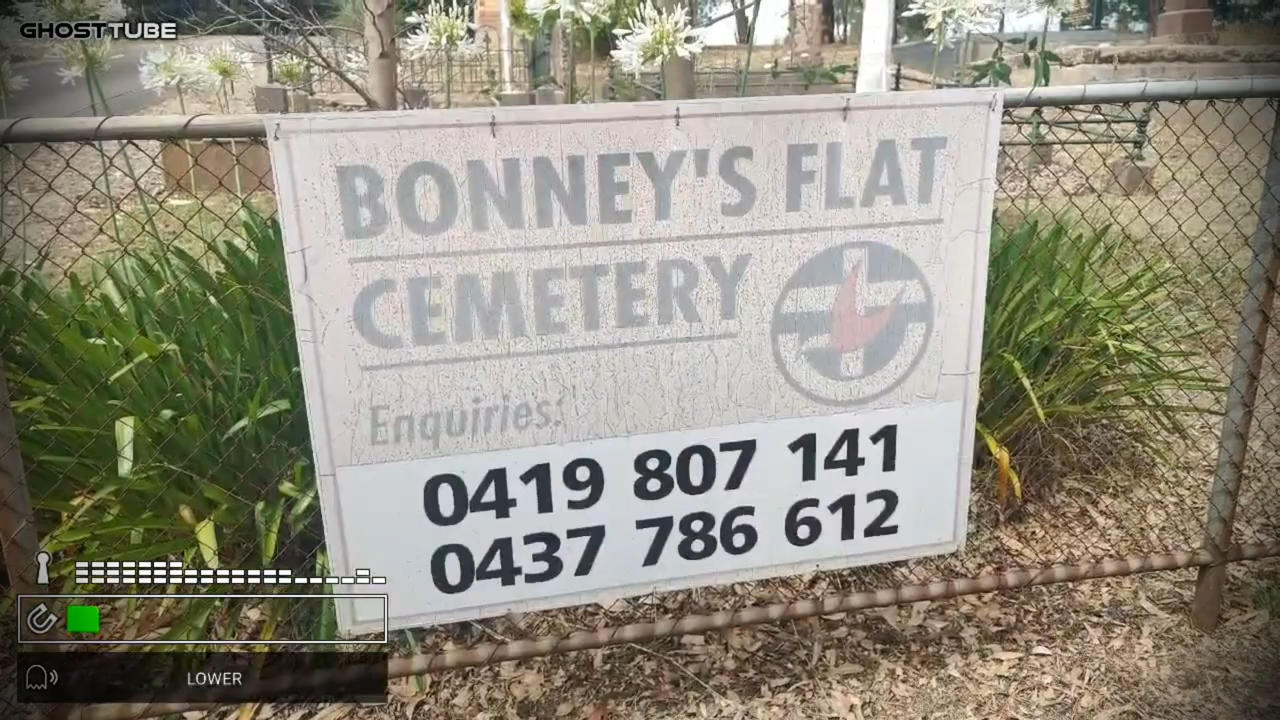 GHOSTTUBE
BONNEY'S FLAT
CEMETERY
Enquiries:
0419 807 141
0437 786 612
LOWER